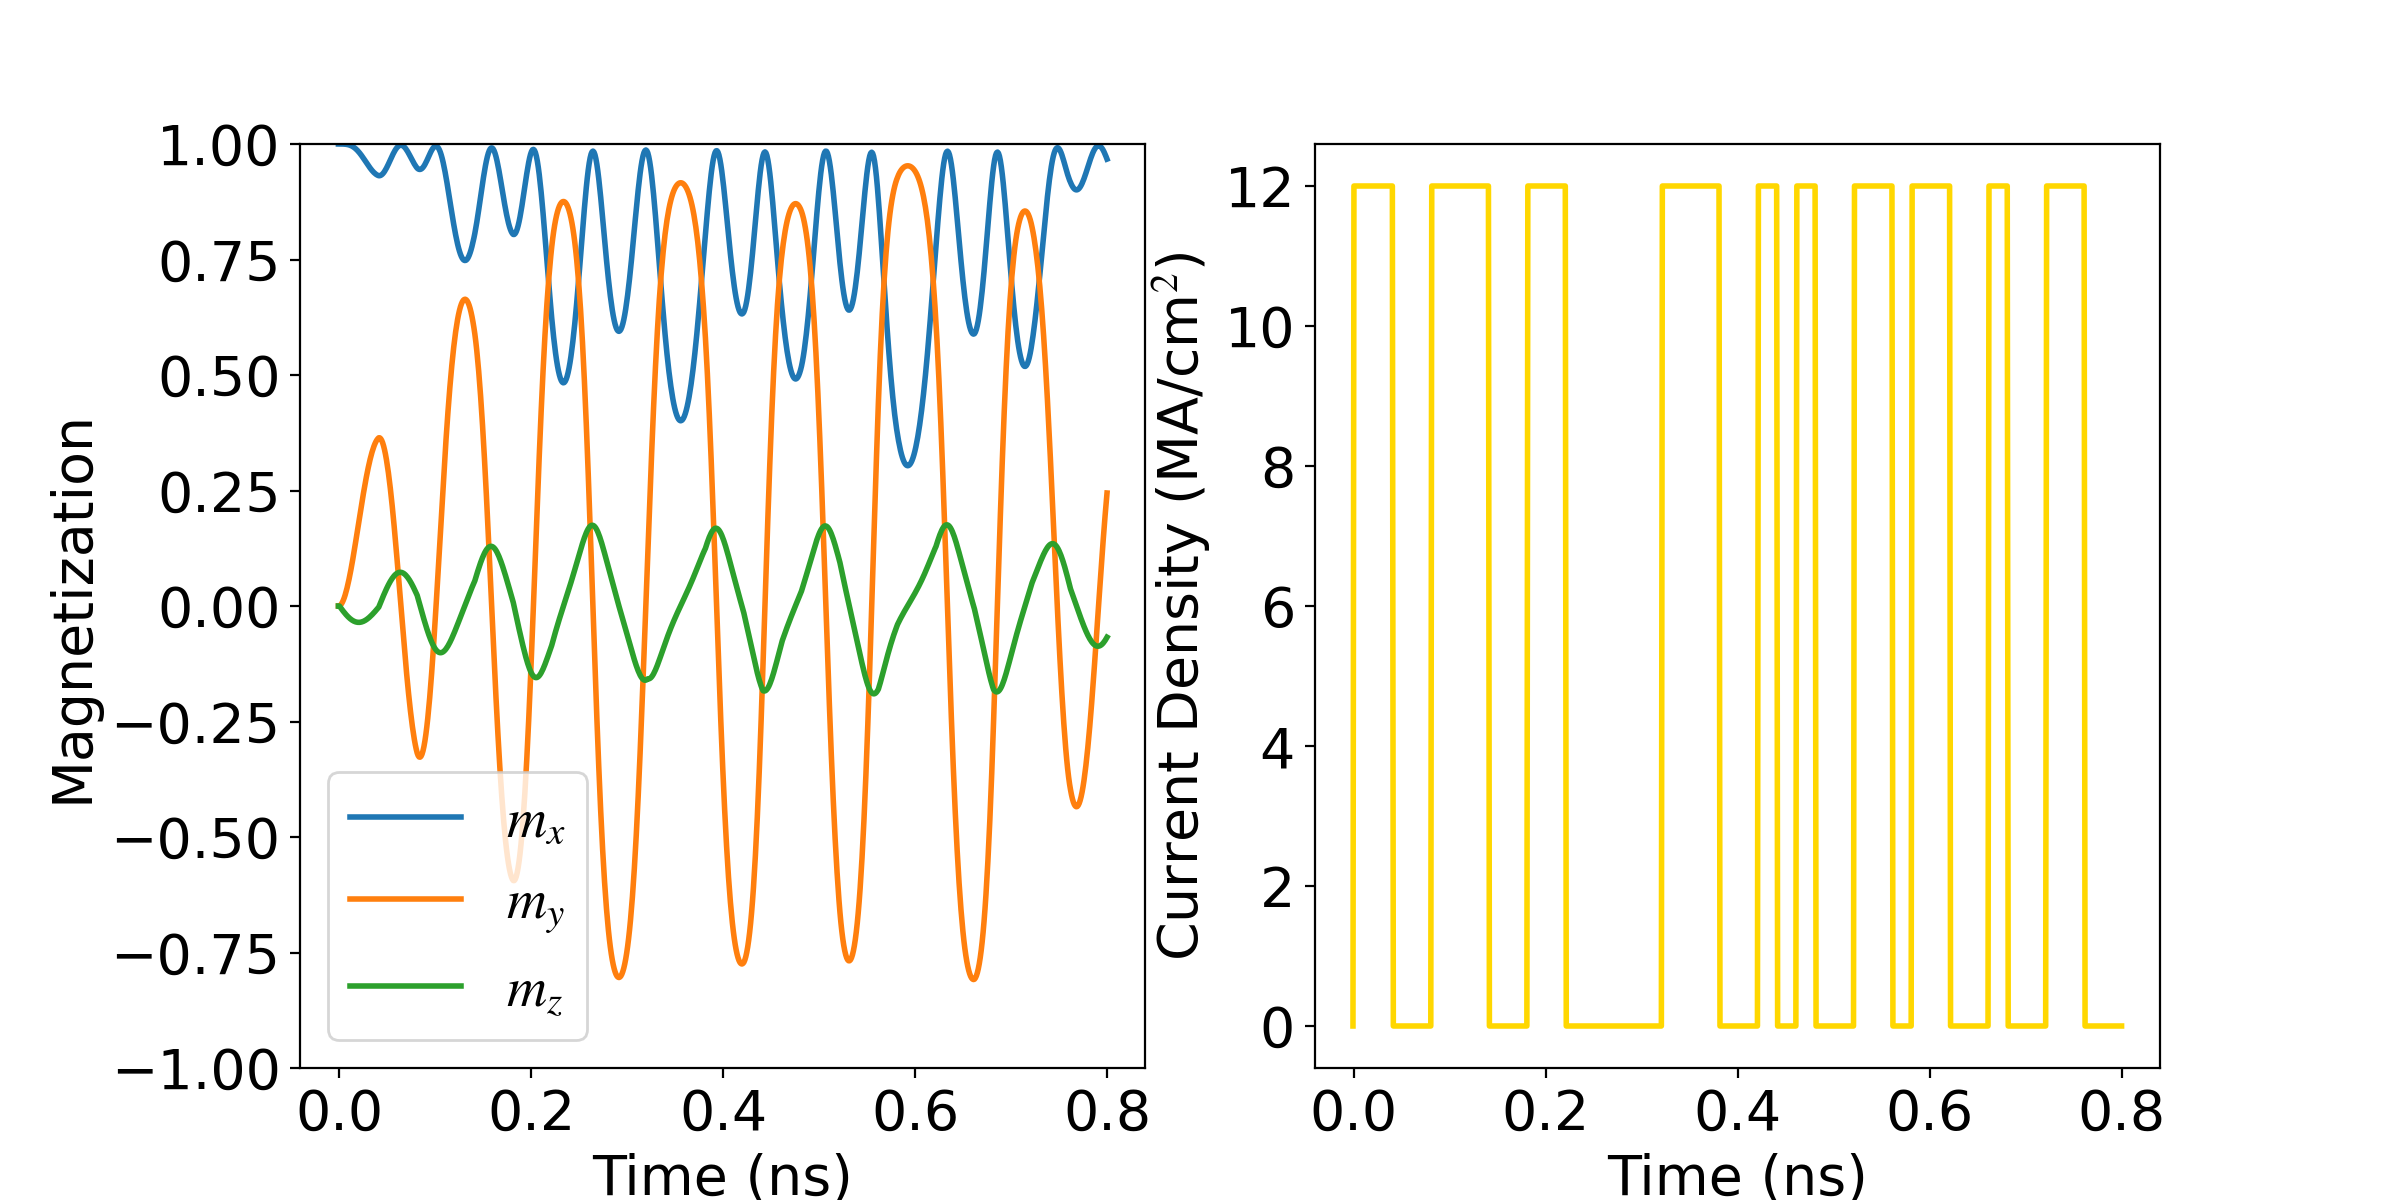 1.00
0.75
0.50
0.25
0.00
−0.25
−0.50
−0.75
−1.00
Magnetization
m_x
m_y
m_z
0.0 0.2 0.4 0.6 0.8
Time (ns)
Current Density (MA/cm²)
12
10
8
6
4
2
0
0.0 0.2 0.4 0.6 0.8
Time (ns)